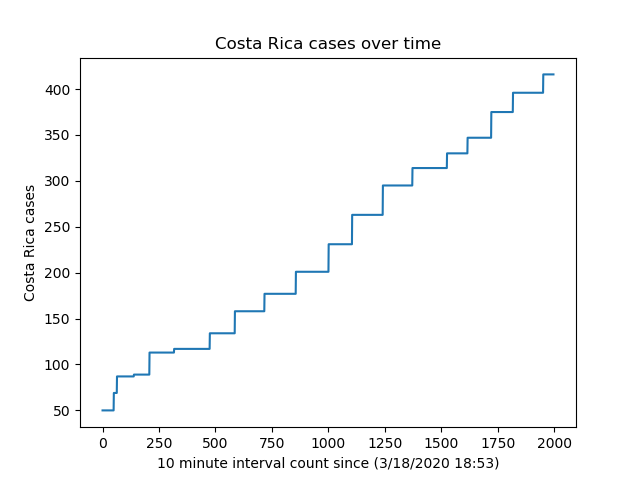 Costa Rica cases over time
Costa Rica cases
400
350
300
250
200
150
100
50
0 250 500 750 1000 1250 1500 1750 2000
10 minute interval count since (3/18/2020 18:53)